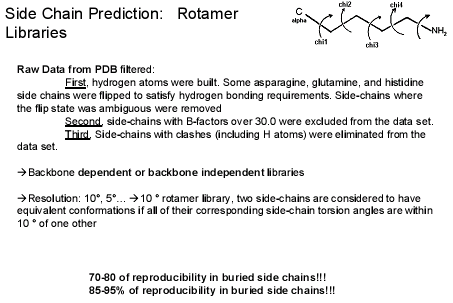 Side Chain Prediction: Rotamer
Libraries
C
alpha
chi1
chi2
chi3
chi4
NH₂
Raw Data from PDB filtered:
First, hydrogen atoms were built. Some asparagine, glutamine, and histidine
side chains were flipped to satisfy hydrogen bonding requirements. Side-chains where
the flip state was ambiguous were removed
Second, side-chains with B-factors over 30.0 were excluded from the data set.
Third, Side-chains with clashes (including H atoms) were eliminated from the
data set.
→Backbone dependent or backbone independent libraries
→Resolution: 10°, 5°... →10 ° rotamer library, two side-chains are considered to have
equivalent conformations if all of their corresponding side-chain torsion angles are within
10 ° of one other
70-80 of reproducibility in buried side chains!!!
85-95% of reproducibility in buried side chains!!!